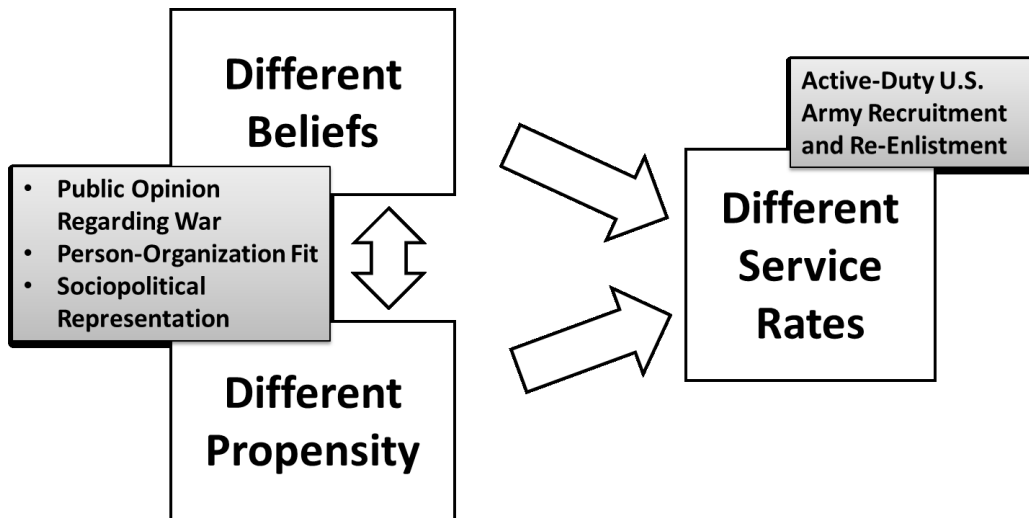 Different
Beliefs
• Public Opinion
Regarding War
• Person-Organization Fit
• Sociopolitical
Representation
Different
Propensity
Active-Duty U.S.
Army Recruitment
and Re-Enlistment
Different
Service
Rates